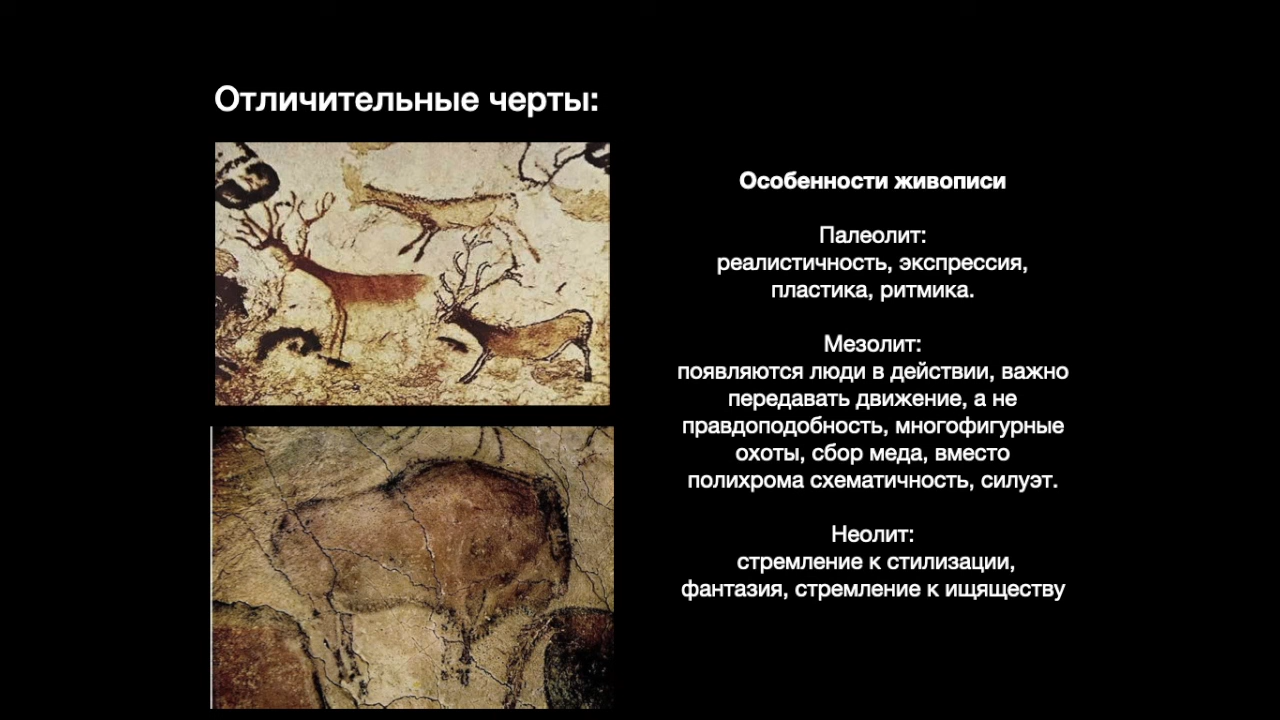 Отличительные черты:
Особенности живописи
Палеолит:
реалистичность, экспрессия,
пластика, ритмика.
Мезолит:
появляются люди в действии, важно
передавать движение, а не
правдоподобность, многофигурные
охоты, сбор меда, вместо
полихрома схематичность, силуэт.
Неолит:
стремление к стилизации,
фантазия, стремление к ищяществу